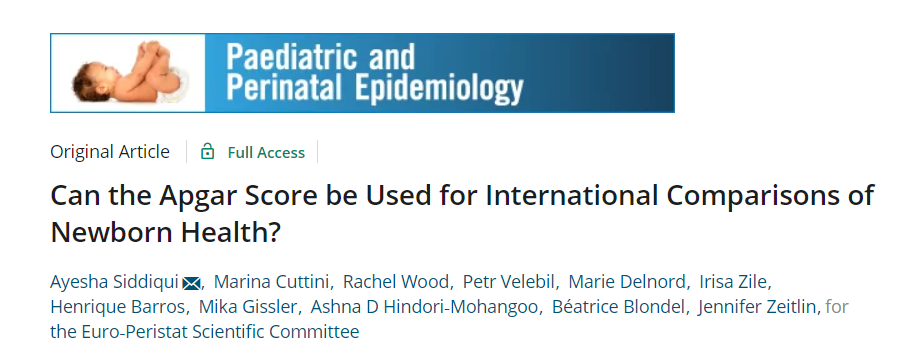 Paediatric and
Perinatal Epidemiology
Original Article Full Access
Can the Apgar Score be Used for International Comparisons of
Newborn Health?
Ayesha Siddiqui, Marina Cuttini, Rachel Wood, Petr Velebil, Marie Delnord, Irisa Zile,
Henrique Barros, Mika Gissler, Ashna D Hindori-Mohangoo, Béatrice Blondel, Jennifer Zeitlin, for
the Euro-Peristat Scientific Committee